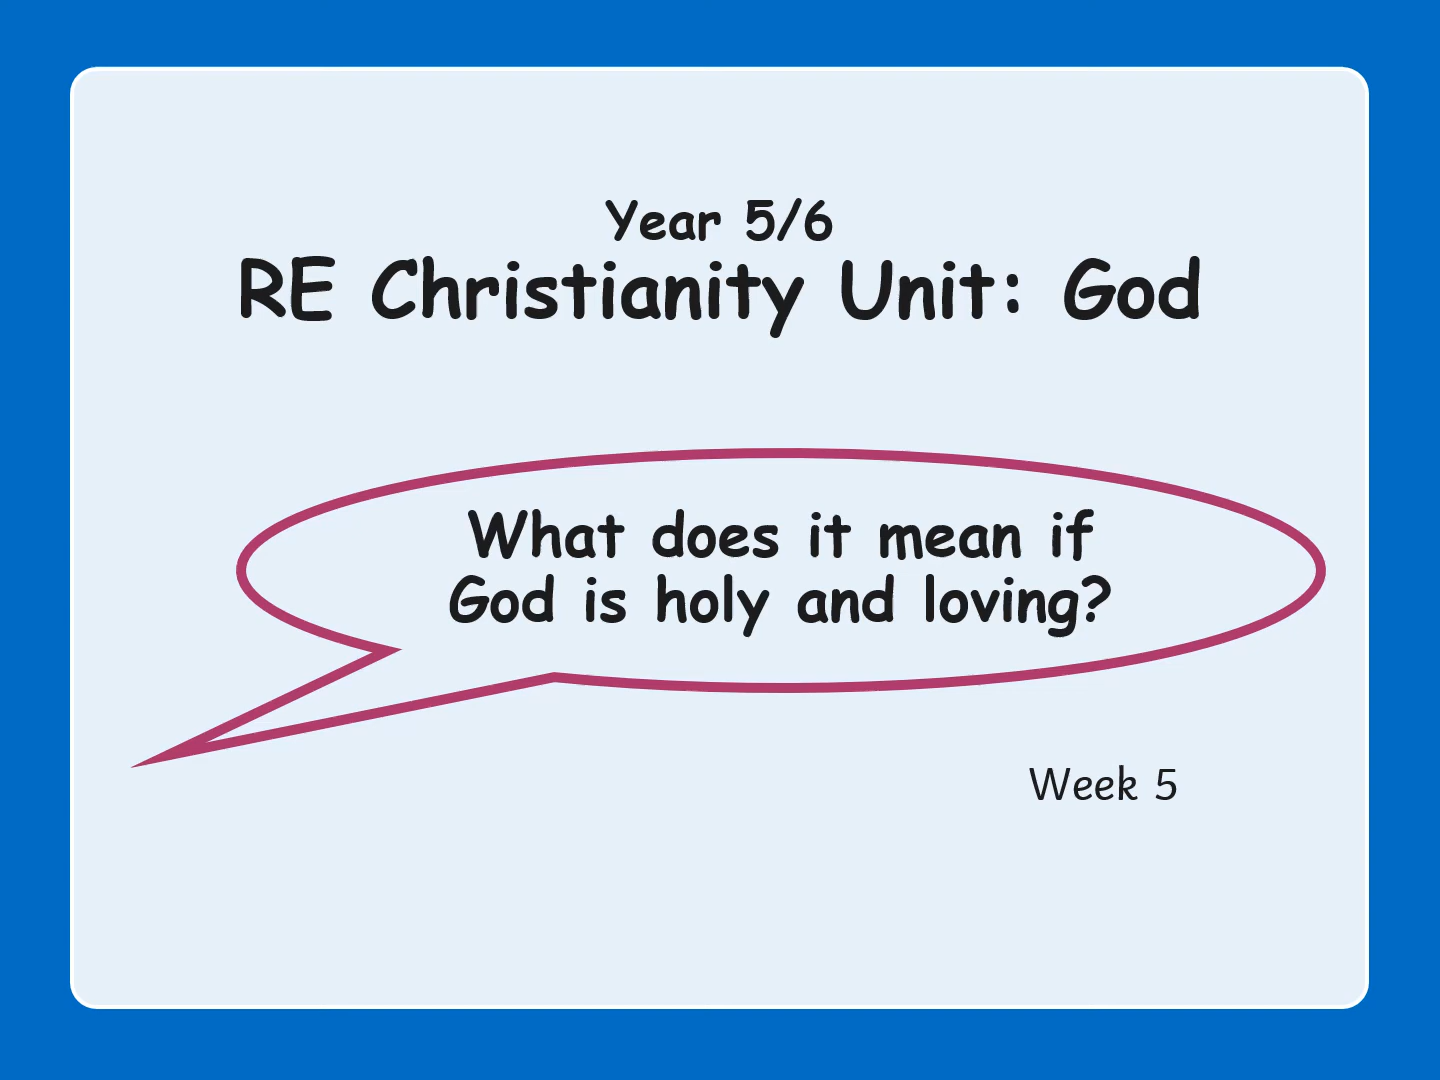 Year 5/6
RE Christianity Unit: God
What does it mean if
God is holy and loving?
Week 5